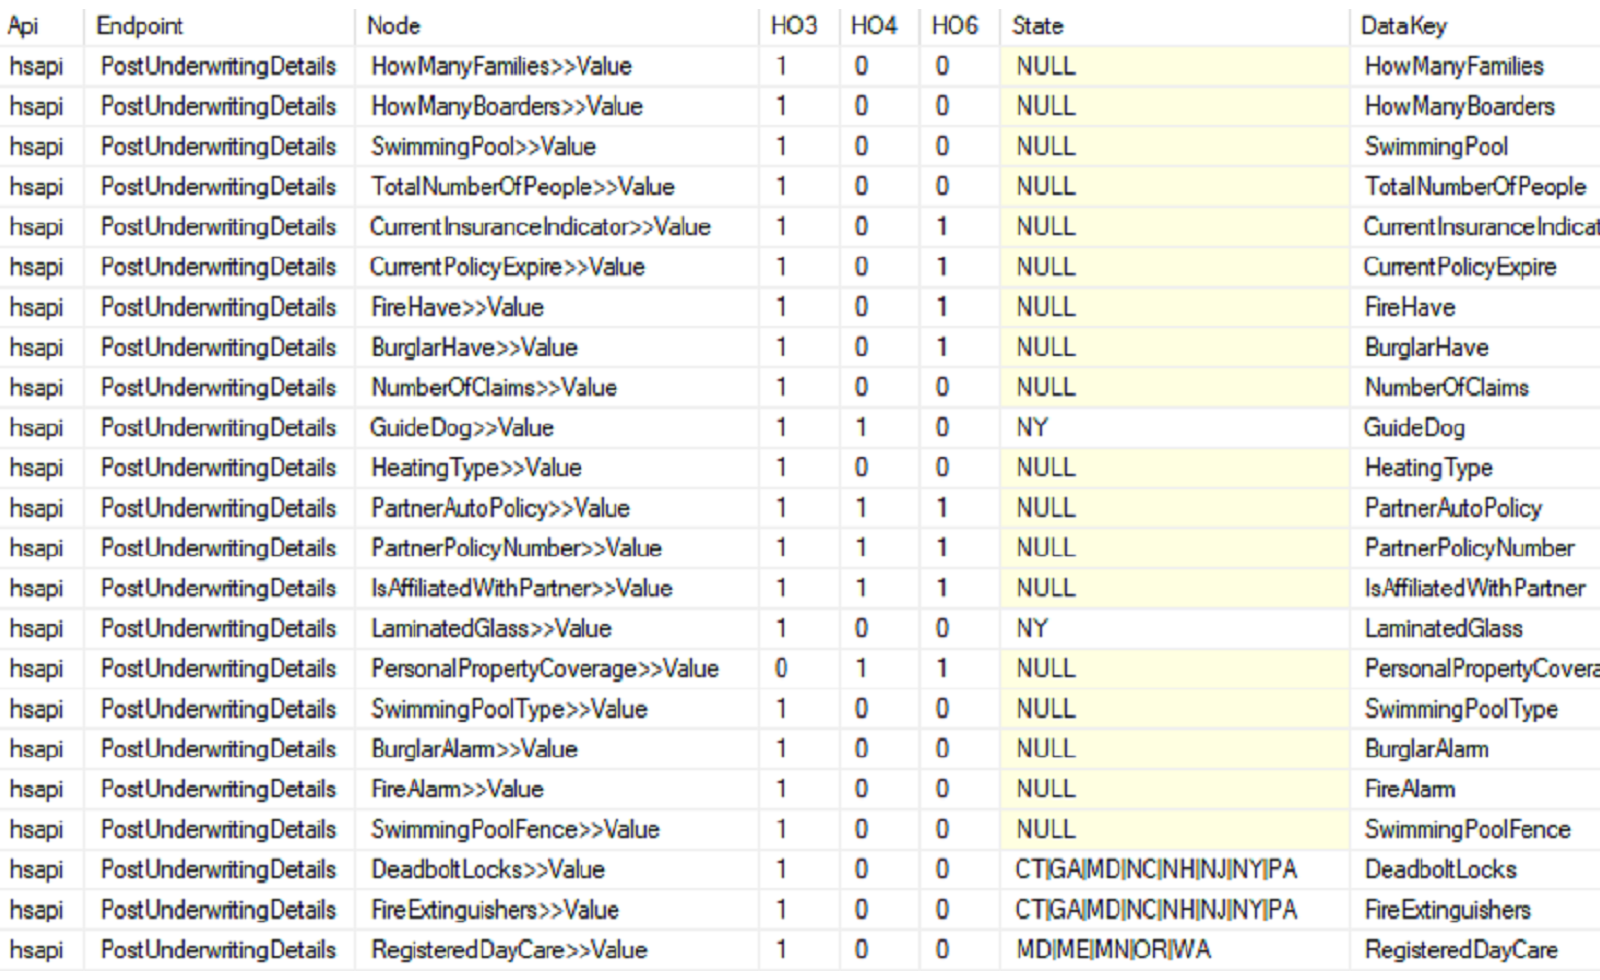 Api Endpoint Node HO3 HO4 HO6 State DataKey
hsapi PostUnderwritingDetails HowManyFamilies>>Value 1 0 0 NULL HowManyFamilies
hsapi PostUnderwritingDetails HowManyBoarders>>Value 1 0 0 NULL HowManyBoarders
hsapi PostUnderwritingDetails SwimmingPool>>Value 1 0 0 NULL SwimmingPool
hsapi PostUnderwritingDetails TotalNumberOfPeople>>Value 1 0 0 NULL TotalNumberOfPeople
hsapi PostUnderwritingDetails CurrentInsuranceIndicator>>Value 1 0 1 NULL CurrentInsuranceIndicat
hsapi PostUnderwritingDetails CurrentPolicyExpire>>Value 1 0 1 NULL CurrentPolicyExpire
hsapi PostUnderwritingDetails FireHave>>Value 1 0 1 NULL FireHave
hsapi PostUnderwritingDetails BurglarHave>>Value 1 0 1 NULL BurglarHave
hsapi PostUnderwritingDetails NumberOfClaims>>Value 1 0 0 NULL NumberOfClaims
hsapi PostUnderwritingDetails GuideDog>>Value 1 1 0 NY GuideDog
hsapi PostUnderwritingDetails HeatingType>>Value 1 0 0 NULL HeatingType
hsapi PostUnderwritingDetails PartnerAutoPolicy>>Value 1 1 1 NULL PartnerAutoPolicy
hsapi PostUnderwritingDetails PartnerPolicyNumber>>Value 1 1 1 NULL PartnerPolicyNumber
hsapi PostUnderwritingDetails IsAffiliatedWithPartner>>Value 1 1 1 NULL IsAffiliatedWithPartner
hsapi PostUnderwritingDetails LaminatedGlass>>Value 1 0 0 NY LaminatedGlass
hsapi PostUnderwritingDetails PersonalPropertyCoverage>>Value 0 1 1 NULL PersonalPropertyCovera
hsapi PostUnderwritingDetails SwimmingPoolType>>Value 1 0 0 NULL SwimmingPoolType
hsapi PostUnderwritingDetails BurglarAlarm>>Value 1 0 0 NULL BurglarAlarm
hsapi PostUnderwritingDetails FireAlarm>>Value 1 0 0 NULL FireAlarm
hsapi PostUnderwritingDetails SwimmingPoolFence>>Value 1 0 0 NULL SwimmingPoolFence
hsapi PostUnderwritingDetails DeadboltLocks>>Value 1 0 0 CT|GA|MD|NC|NH|NJ|NY|PA DeadboltLocks
hsapi PostUnderwritingDetails FireExtinguishers>>Value 1 0 0 CT|GA|MD|NC|NH|NJ|NY|PA FireExtinguishers
hsapi PostUnderwritingDetails RegisteredDayCare>>Value 1 0 0 MD|ME|MN|OR|WA RegisteredDayCare